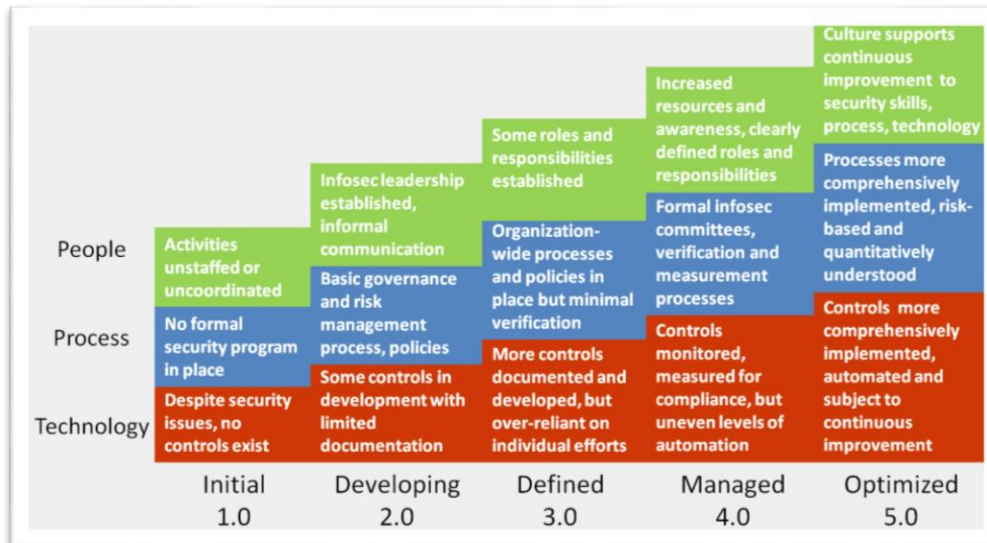 People
Process
Technology
Activities
unstaffed or
uncoordinated
No formal
security program
in place
Despite security
issues, no
controls exist
Initial
1.0
Infosec leadership
established,
informal
communication
Basic governance
and risk
management
process, policies
Some controls in
development with
limited
documentation
Developing
2.0
Some roles and
responsibilities
established
Organization-
wide processes
and policies in
place but minimal
verification
More controls
documented and
developed, but
over-reliant on
individual efforts
Defined
3.0
Increased
resources and
awareness, clearly
defined roles and
responsibilities
Formal infosec
committees,
verification and
measurement
processes
Controls
monitored,
measured for
compliance, but
uneven levels of
automation
Managed
4.0
Culture supports
continuous
improvement to
security skills,
process, technology
Processes more
comprehensively
implemented, risk-
based and
quantitatively
understood
Controls more
comprehensively
implemented,
automated and
subject to
continuous
improvement
Optimized
5.0